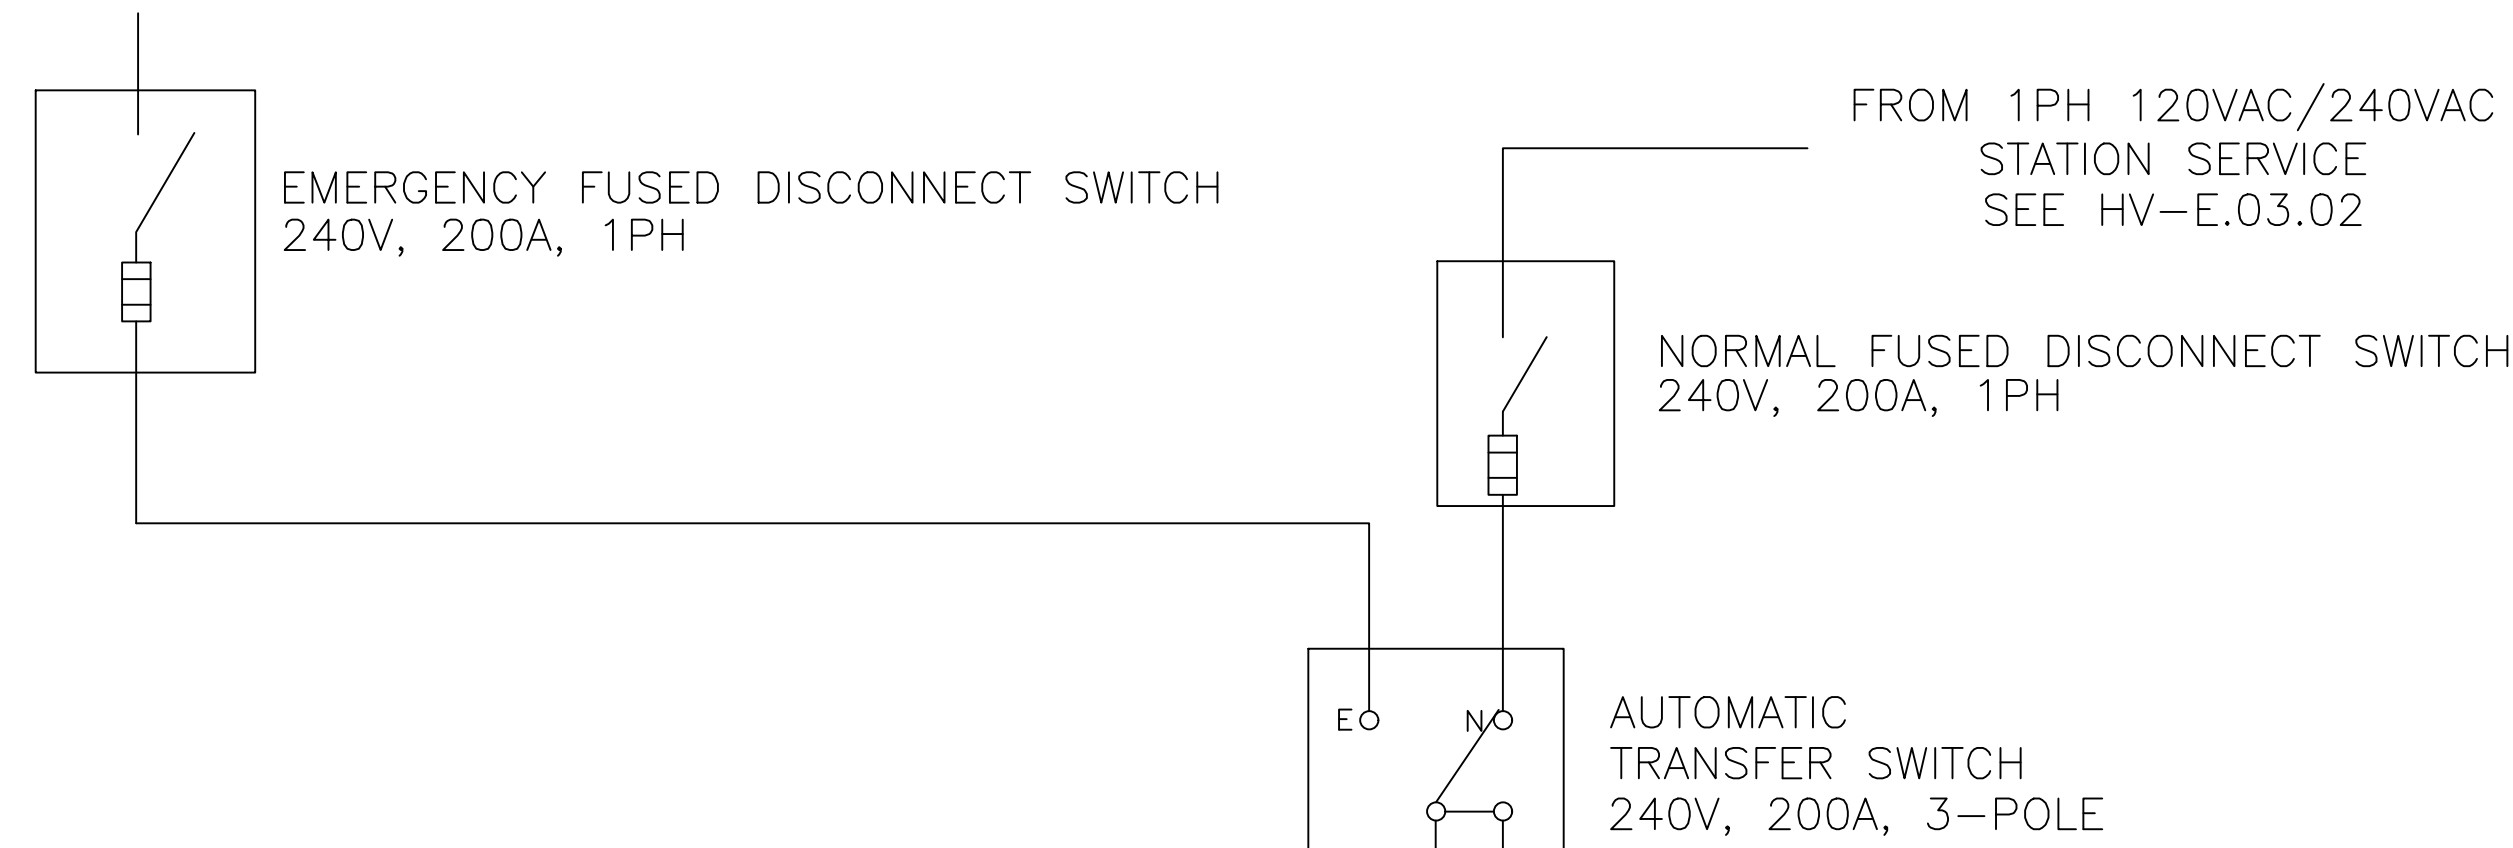 FROM 1PH 120VAC/240VAC
STATION SERVICE
SEE HV-E.03.02
EMERGENCY FUSED DISCONNECT SWITCH
240V, 200A, 1PH
NORMAL FUSED DISCONNECT SWITCH
240V, 200A, 1PH
E
N
AUTOMATIC
TRANSFER SWITCH
240V, 200A, 3-POLE